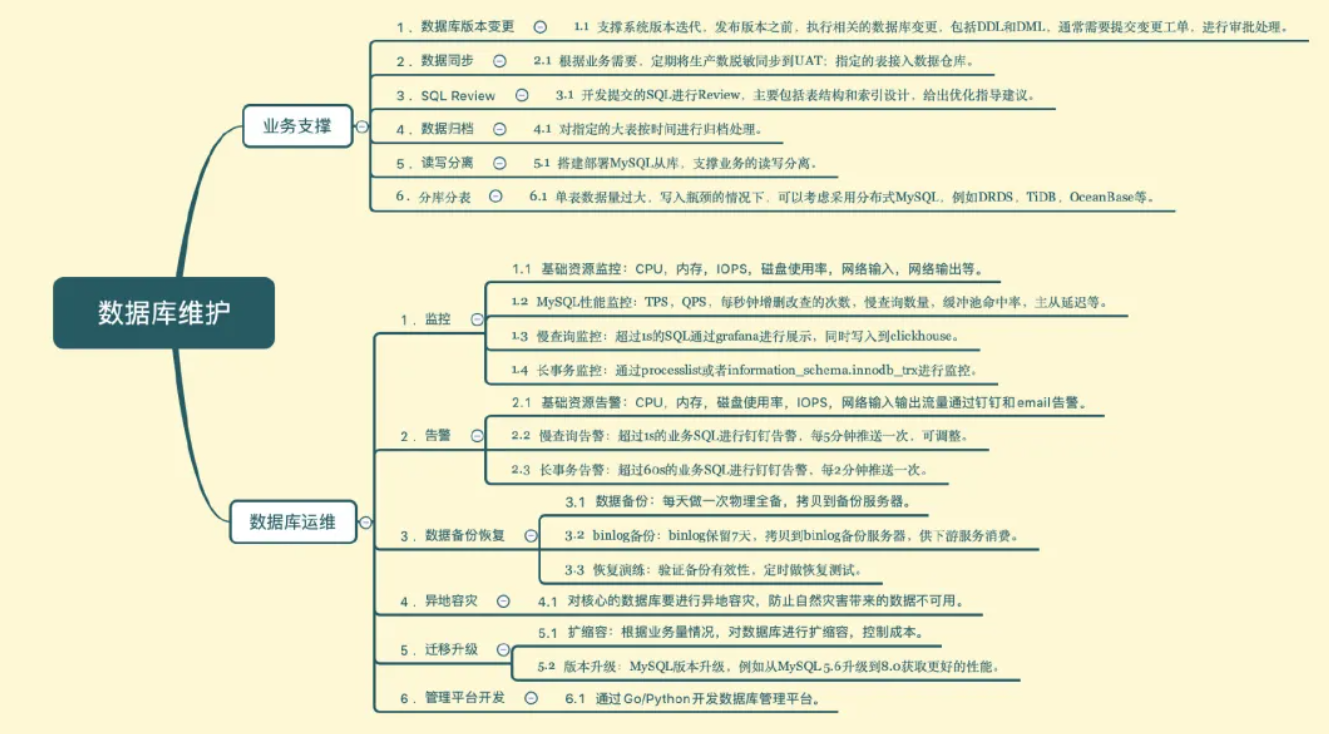 数据库维护
业务支撑
1. 数据库版本变更
1.1 支撑系统版本迭代，发布版本之前，执行相关的数据库变更，包括DDL和DML，通常需要提交变更工单，进行审批处理。
2. 数据同步
2.1 根据业务需要，定期将生产数脱敏同步到UAT；指定的表接入数据仓库。
3. SQL Review
3.1 开发提交的SQL进行Review，主要包括表结构和索引设计，给出优化指导建议。
4. 数据归档
4.1 对指定的大表按时间进行归档处理。
5. 读写分离
5.1 搭建部署MySQL从库，支撑业务的读写分离。
6. 分库分表
6.1 单表数据量过大，写入瓶颈的情况下，可以考虑采用分布式MySQL，例如DRDS，TiDB，OceanBase等。
数据库运维
1. 监控
1.1 基础资源监控：CPU，内存，IOPS，磁盘使用率，网络输入，网络输出等。
1.2 MySQL性能监控：TPS，QPS，每秒钟增删改查的次数，慢查询数量，缓冲池命中率，主从延迟等。
1.3 慢查询监控：超过1s的SQL通过grafana进行展示，同时写入到clickhouse。
1.4 长事务监控：通过processlist或者information_schema.innodb_trx进行监控。
2. 告警
2.1 基础资源告警：CPU，内存，磁盘使用率，IOPS，网络输入输出流量通过钉钉和email告警。
2.2 慢查询告警：超过1s的业务SQL进行钉钉告警，每5分钟推送一次，可调整。
2.3 长事务告警：超过60s的业务SQL进行钉钉告警，每2分钟推送一次。
3. 数据备份恢复
3.1 数据备份：每天做一次物理全备，拷贝到备份服务器。
3.2 binlog备份：binlog保留7天，拷贝到binlog备份服务器，供下游服务消费。
3.3 恢复演练：验证备份有效性，定时做恢复测试。
4. 异地容灾
4.1 对核心的数据库要进行异地容灾，防止自然灾害带来的数据不可用。
5. 迁移升级
5.1 扩缩容：根据业务量情况，对数据库进行扩缩容，控制成本。
5.2 版本升级：MySQL版本升级，例如从MySQL 5.6升级到8.0获取更好的性能。
6. 管理平台开发
6.1 通过Go/Python开发数据库管理平台。